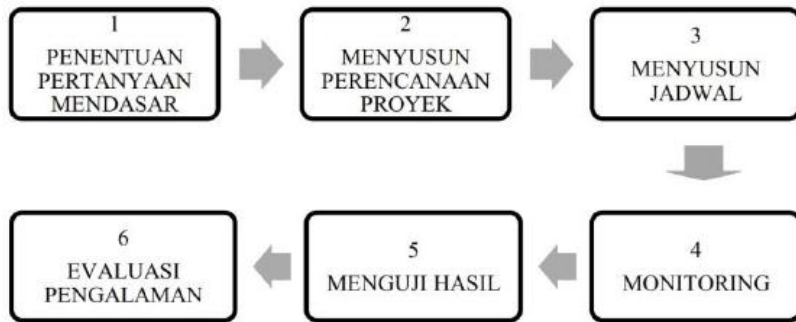 1
PENENTUAN
PERTANYAAN
MENDASAR
2
MENYUSUN
PERENCANAAN
PROYEK
3
MENYUSUN
JADWAL
4
MONITORING
5
MENGUJI HASIL
6
EVALUASI
PENGALAMAN